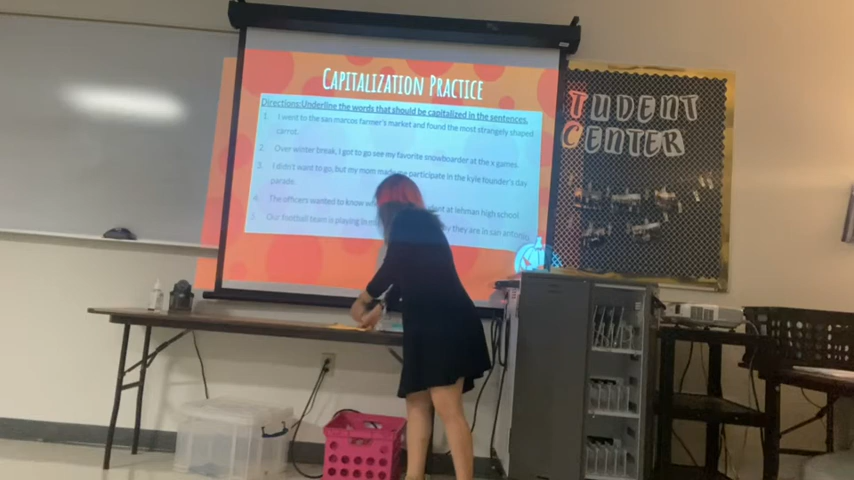 CAPITALIZATION PRACTICE
Directions:Underline the words that should be capitalized in the sentences.
1. I went to the san marcos farmer's market and found the most strangely shaped
carrot.
2. Over winter break, I got to go see my favorite snowboarder at the x games.
3. I didn't want to go, but my mom made me participate in the kyle founder's day
parade.
4. The officers wanted to know at lehman high school.
5. Our football team is playing in they are in san antonio
TUDENT
CENTER